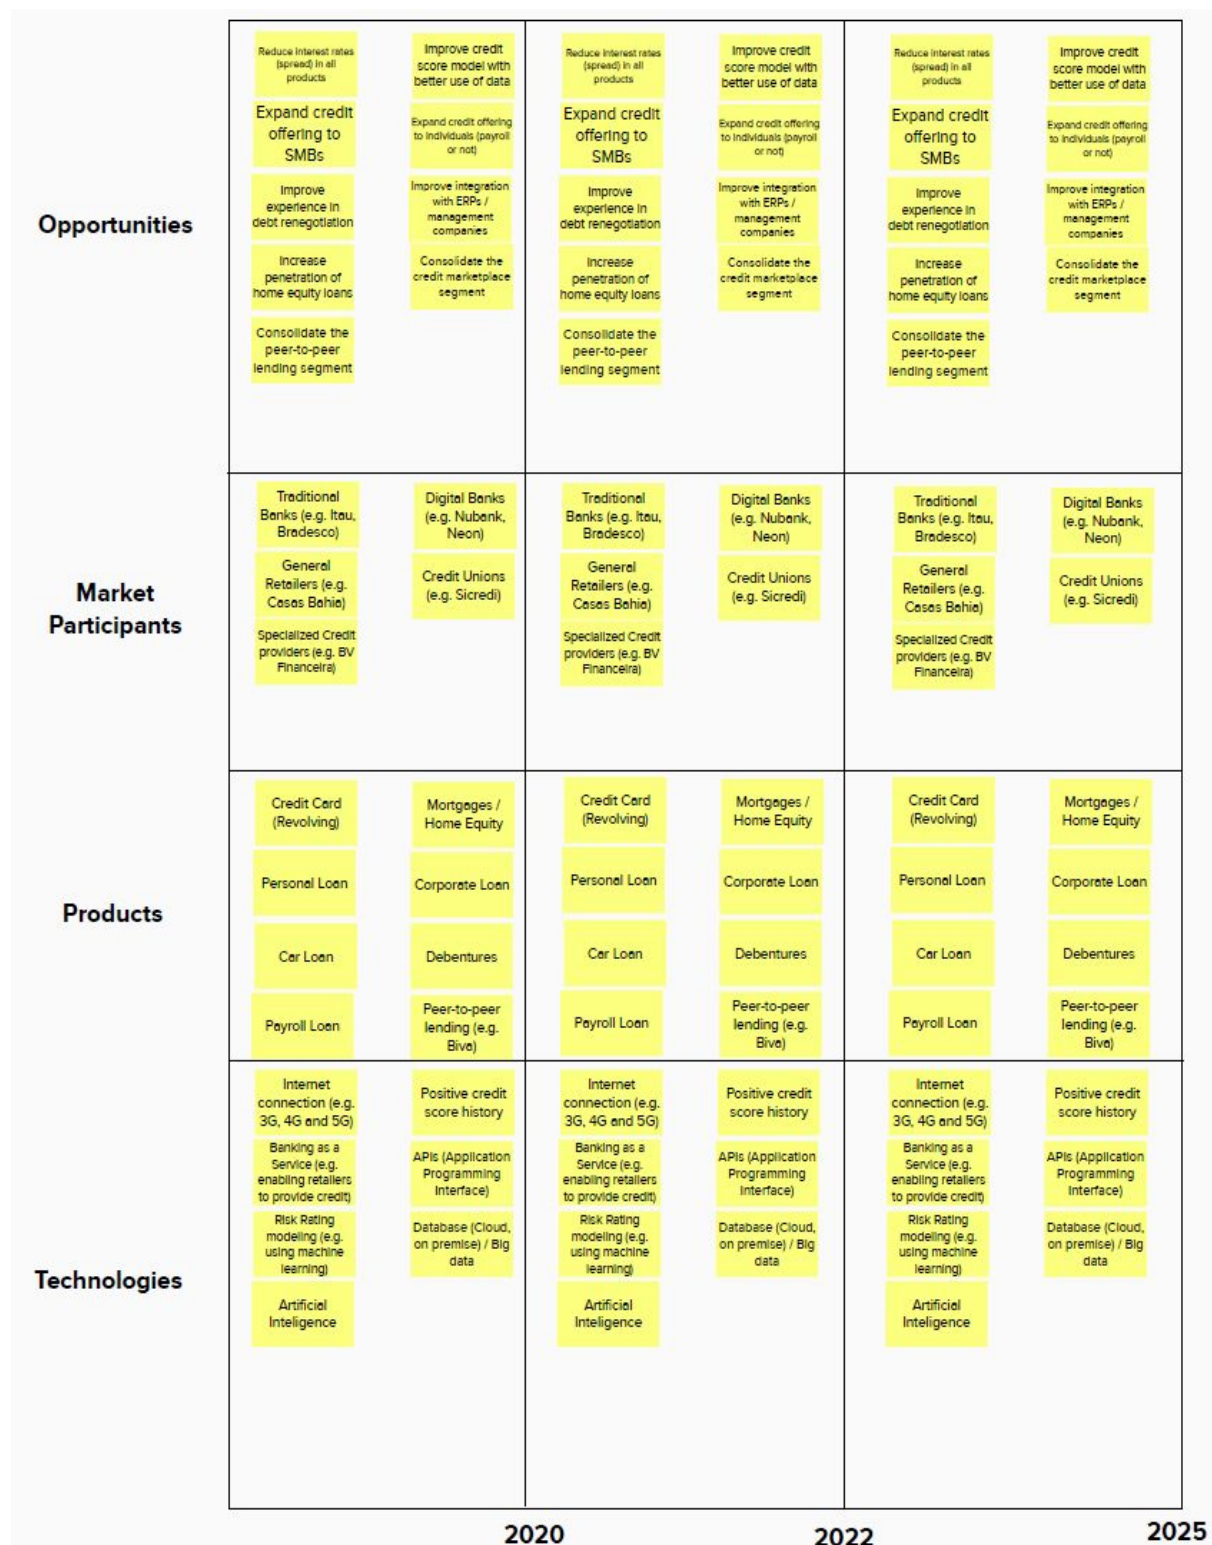 Opportunities
Reduce interest rates
(spread) in all
products
Improve credit
score model with
better use of data
Expand credit
offering to
SMBs
Expand credit offering
to individuals (payroll
or not)
Improve
experience in
debt renegotiation
Improve integration
with ERPs /
management
companies
Increase
penetration of
home equity loans
Consolidate the
credit marketplace
segment
Consolidate the
peer-to-peer
lending segment
Reduce interest rates
(spread) in all
products
Improve credit
score model with
better use of data
Expand credit
offering to
SMBs
Expand credit offering
to individuals (payroll
or not)
Improve
experience in
debt renegotiation
Improve integration
with ERPs /
management
companies
Increase
penetration of
home equity loans
Consolidate the
credit marketplace
segment
Consolidate the
peer-to-peer
lending segment
Reduce interest rates
(spread) in all
products
Improve credit
score model with
better use of data
Expand credit
offering to
SMBs
Expand credit offering
to individuals (payroll
or not)
Improve
experience in
debt renegotiation
Improve integration
with ERPs /
management
companies
Increase
penetration of
home equity loans
Consolidate the
credit marketplace
segment
Consolidate the
peer-to-peer
lending segment
Market
Participants
Traditional
Banks (e.g. Itau,
Bradesco)
Digital Banks
(e.g. Nubank,
Neon)
General
Retailers (e.g.
Casas Bahia)
Credit Unions
(e.g. Sicredi)
Specialized Credit
providers (e.g. BV
Financeira)
Traditional
Banks (e.g. Itau,
Bradesco)
Digital Banks
(e.g. Nubank,
Neon)
General
Retailers (e.g.
Casas Bahia)
Credit Unions
(e.g. Sicredi)
Specialized Credit
providers (e.g. BV
Financeira)
Traditional
Banks (e.g. Itau,
Bradesco)
Digital Banks
(e.g. Nubank,
Neon)
General
Retailers (e.g.
Casas Bahia)
Credit Unions
(e.g. Sicredi)
Specialized Credit
providers (e.g. BV
Financeira)
Products
Credit Card
(Revolving)
Mortgages /
Home Equity
Personal Loan
Corporate Loan
Car Loan
Debentures
Payroll Loan
Peer-to-peer
lending (e.g.
Biva)
Credit Card
(Revolving)
Mortgages /
Home Equity
Personal Loan
Corporate Loan
Car Loan
Debentures
Payroll Loan
Peer-to-peer
lending (e.g.
Biva)
Credit Card
(Revolving)
Mortgages /
Home Equity
Personal Loan
Corporate Loan
Car Loan
Debentures
Payroll Loan
Peer-to-peer
lending (e.g.
Biva)
Technologies
Internet
connection (e.g.
3G, 4G and 5G)
Positive credit
score history
Banking as a
Service (e.g.
enabling retailers
to provide credit)
APIs (Application
Programming
Interface)
Risk Rating
modeling (e.g.
using machine
learning)
Database (Cloud,
on premise) / Big
data
Artificial
Inteligence
Internet
connection (e.g.
3G, 4G and 5G)
Positive credit
score history
Banking as a
Service (e.g.
enabling retailers
to provide credit)
APIs (Application
Programming
Interface)
Risk Rating
modeling (e.g.
using machine
learning)
Database (Cloud,
on premise) / Big
data
Artificial
Inteligence
Internet
connection (e.g.
3G, 4G and 5G)
Positive credit
score history
Banking as a
Service (e.g.
enabling retailers
to provide credit)
APIs (Application
Programming
Interface)
Risk Rating
modeling (e.g.
using machine
learning)
Database (Cloud,
on premise) / Big
data
Artificial
Inteligence
2020
2022
2025